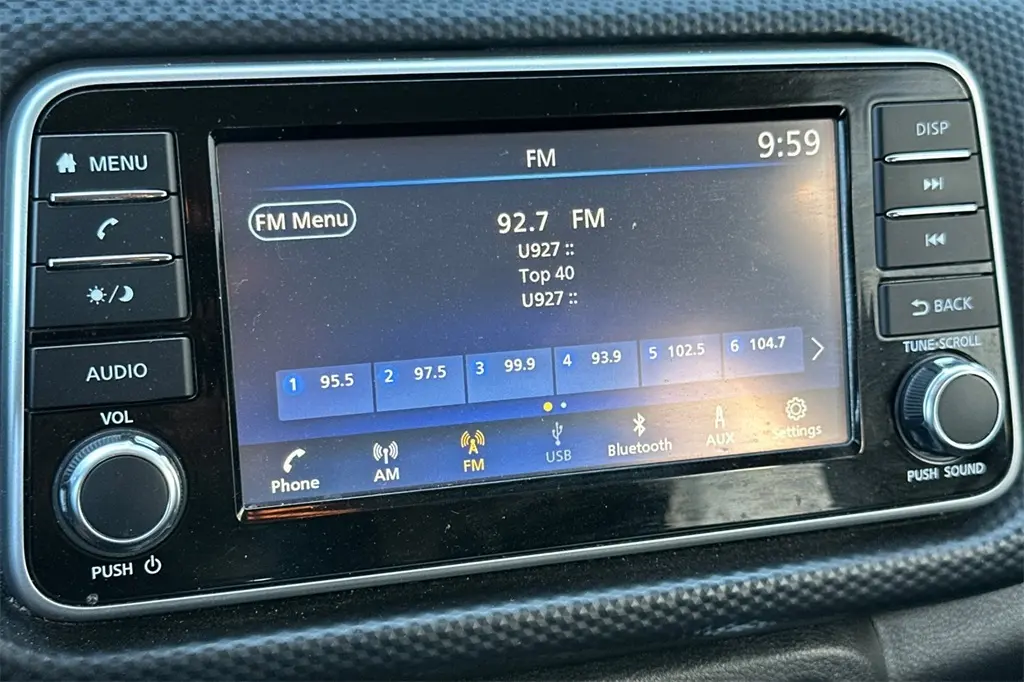 MENU
AUDIO
VOL
PUSH
FM
9:59
FM Menu
92.7 FM
U927 ::
Top 40
U927 ::
1 95.5
2 97.5
3 99.9
4 93.9
5 102.5
6 104.7
Phone
AM
FM
USB
Bluetooth
AUX
Settings
DISP
BACK
TUNE·SCROLL
PUSH SOUND